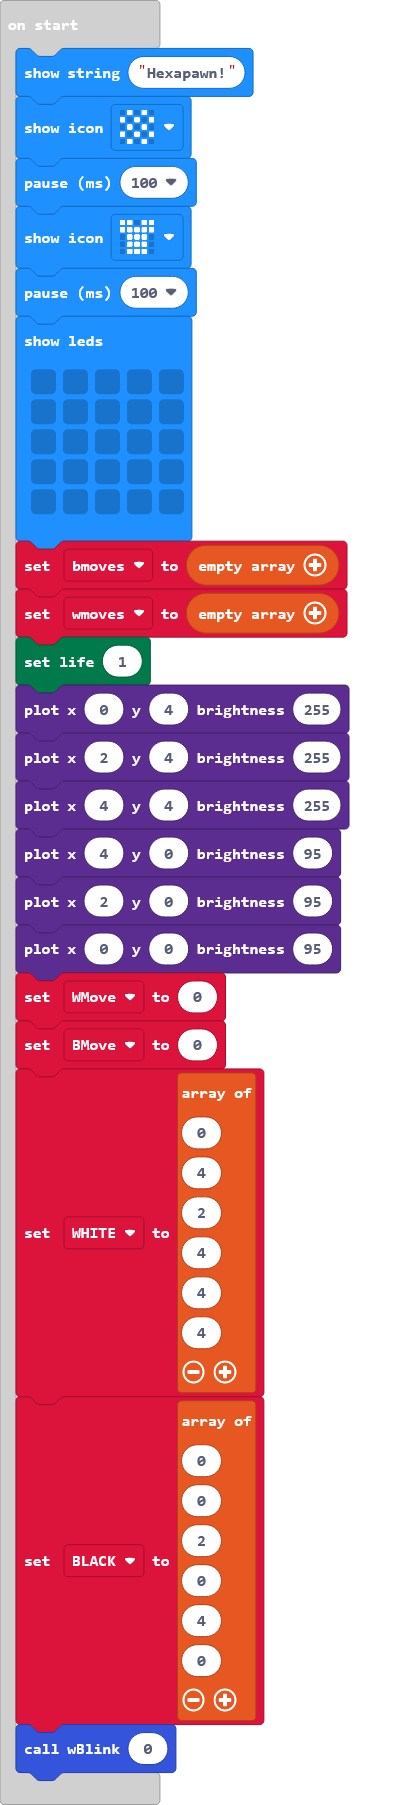 on start
show string "Hexapawn!"
show icon
pause (ms) 100
show icon
pause (ms) 100
show leds
set bmoves to empty array
set wmoves to empty array
set life 1
plot x 0 y 4 brightness 255
plot x 2 y 4 brightness 255
plot x 4 y 4 brightness 255
plot x 4 y 0 brightness 95
plot x 2 y 0 brightness 95
plot x 0 y 0 brightness 95
set WMove to 0
set BMove to 0
set WHITE to array of
0
4
2
4
4
4
set BLACK to array of
0
0
2
0
4
0
call wBlink 0